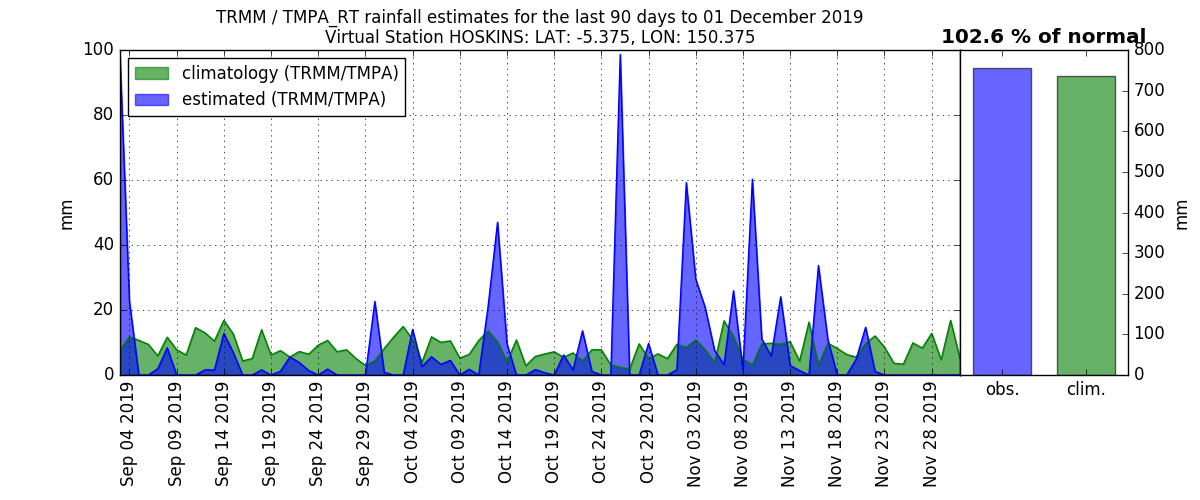 TRMM / TMPA_RT rainfall estimates for the last 90 days to 01 December 2019
Virtual Station HOSKINS: LAT: -5.375, LON: 150.375
102.6 % of normal
climatology (TRMM/TMPA)
estimated (TRMM/TMPA)
100
80
60
40
20
0
mm
Sep 04 2019
Sep 09 2019
Sep 14 2019
Sep 19 2019
Sep 24 2019
Sep 29 2019
Oct 04 2019
Oct 09 2019
Oct 14 2019
Oct 19 2019
Oct 24 2019
Oct 29 2019
Nov 03 2019
Nov 08 2019
Nov 13 2019
Nov 18 2019
Nov 23 2019
Nov 28 2019
800
700
600
500
400
300
200
100
0
mm
obs.
clim.